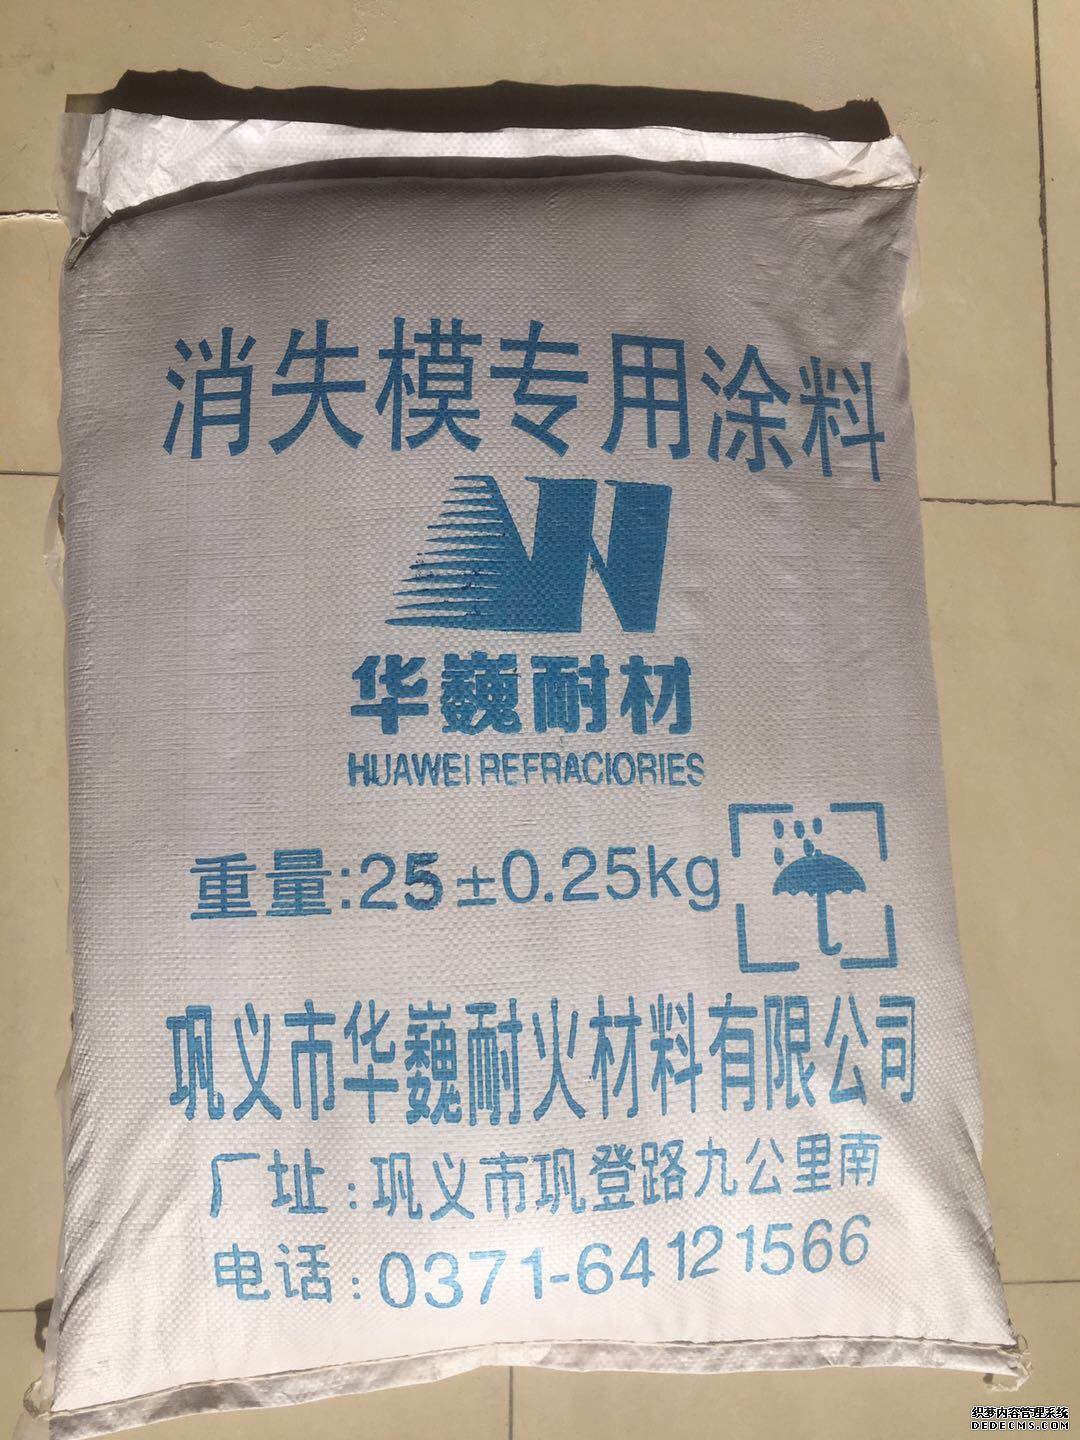 消失模专用涂料
华巍耐材
HUAWEI REFRACIORIES
重量:25±0.25kg
巩义市华巍耐火材料有限公司
厂址:巩义市巩登路九公里南
电话:0371-64121566
织梦内容管理系统
DEDECMS.COM